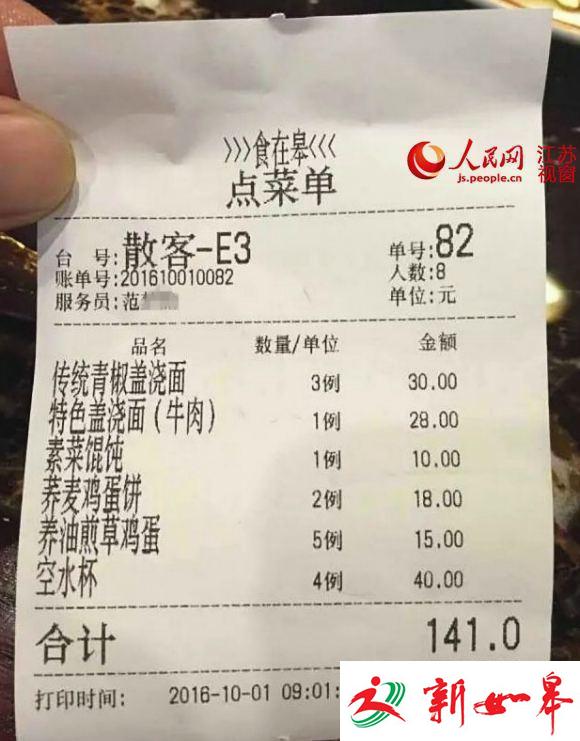 >>>食在皋<<<
点菜单
人民网
js.people.cn
江苏
视窗
台 号: 散客-E3 单号: 82
账单号: 201610010082 人数: 8
服务员: 范 单位: 元
品名 数量/单位 金额
传统青椒盖浇面 3例 30.00
特色盖浇面(牛肉) 1例 28.00
素菜馄饨 1例 10.00
荞麦鸡蛋饼 2例 18.00
养油煎草鸡蛋 5例 15.00
空水杯 4例 40.00
合计 141.0
打印时间: 2016-10-01 09:01:
新如皋